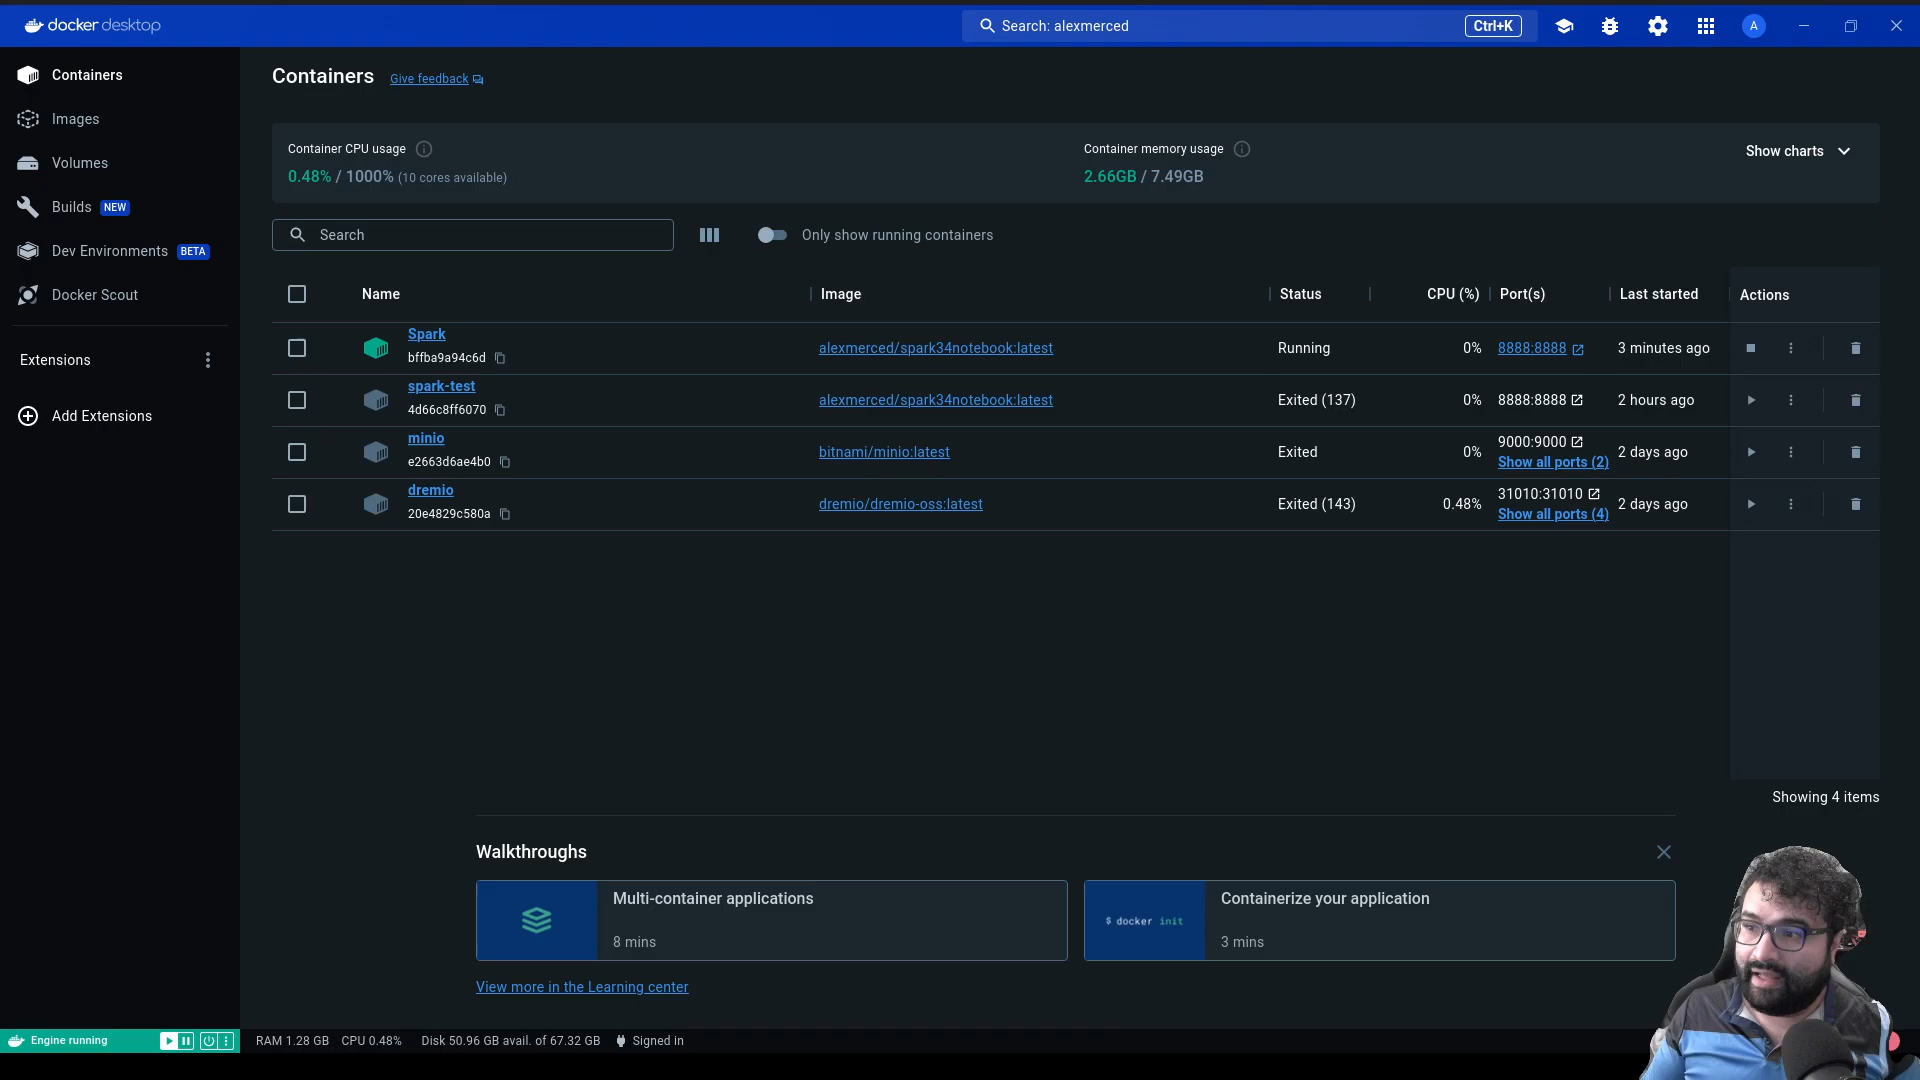 docker desktop
Search: alexmerced
Ctrl+K
A
Containers
Images
Volumes
Builds NEW
Dev Environments BETA
Docker Scout
Extensions
Add Extensions
Containers
Give feedback
Container CPU usage
0.48% / 1000% (10 cores available)
Container memory usage
2.66GB / 7.49GB
Show charts
Search
Only show running containers
Name Image Status CPU (%) Port(s) Last started Actions
Spark
bffba9a94c6d
alexmerced/spark34notebook:latest Running 0% 8888:8888 3 minutes ago
spark-test
4d66c8ff6070
alexmerced/spark34notebook:latest Exited (137) 0% 8888:8888 2 hours ago
minio
e2663d6ae4b0
bitnami/minio:latest Exited 0% 9000:9000 2 days ago
Show all ports (2)
dremio
20e4829c580a
dremio/dremio-oss:latest Exited (143) 0.48% 31010:31010 2 days ago
Show all ports (4)
Showing 4 items
Walkthroughs
Multi-container applications
8 mins
$ docker init
Containerize your application
3 mins
View more in the Learning center
Engine running
RAM 1.28 GB CPU 0.48% Disk 50.96 GB avail. of 67.32 GB Signed in